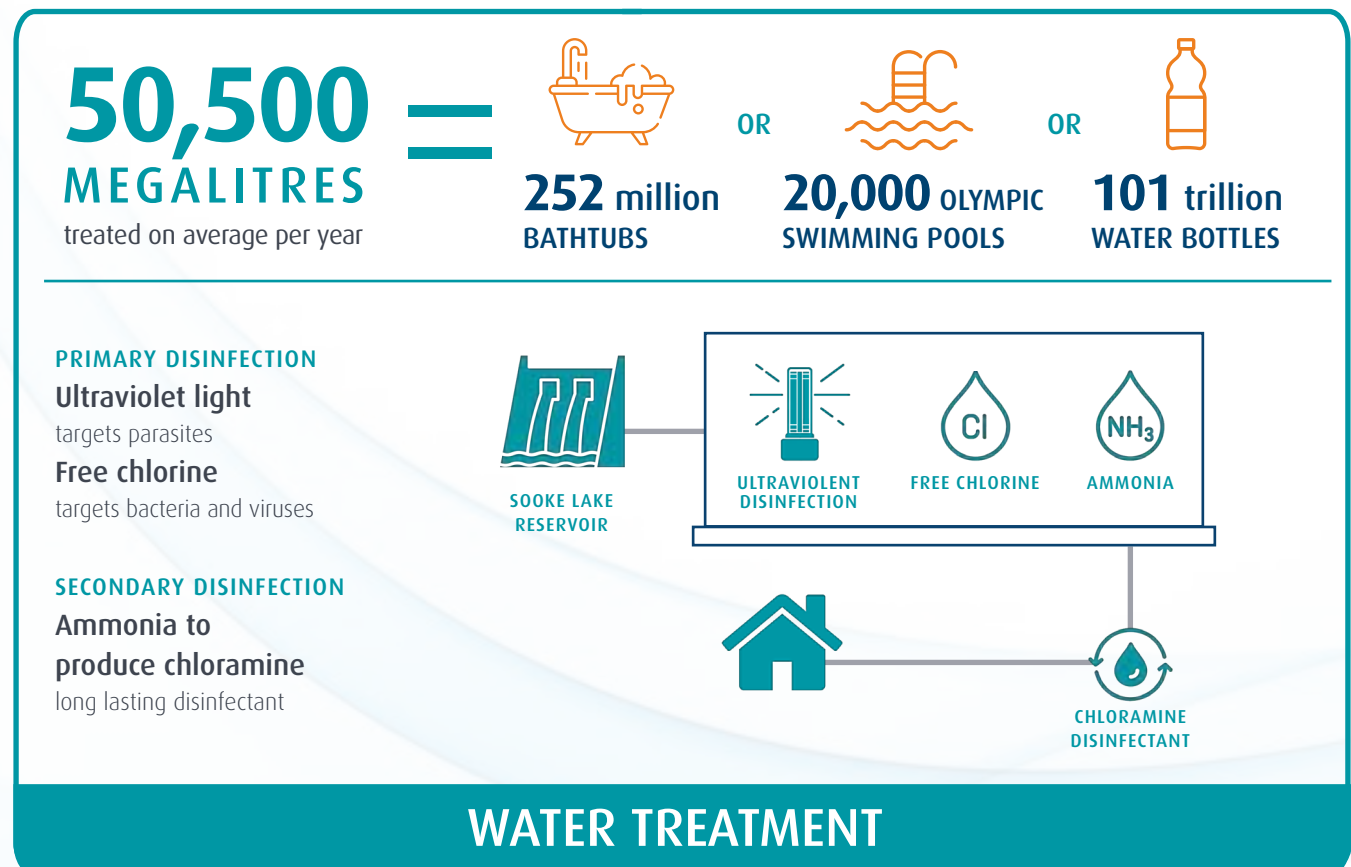 50,500
MEGALITRES
treated on average per year
252 million
BATHTUBS
OR
20,000 OLYMPIC
SWIMMING POOLS
OR
101 trillion
WATER BOTTLES
PRIMARY DISINFECTION
Ultraviolet light
targets parasites
Free chlorine
targets bacteria and viruses
SECONDARY DISINFECTION
Ammonia to
produce chloramine
long lasting disinfectant
SOOKE LAKE
RESERVOIR
ULTRAVIOLENT
DISINFECTION
Cl
FREE CHLORINE
NH₃
AMMONIA
CHLORAMINE
DISINFECTANT
WATER TREATMENT